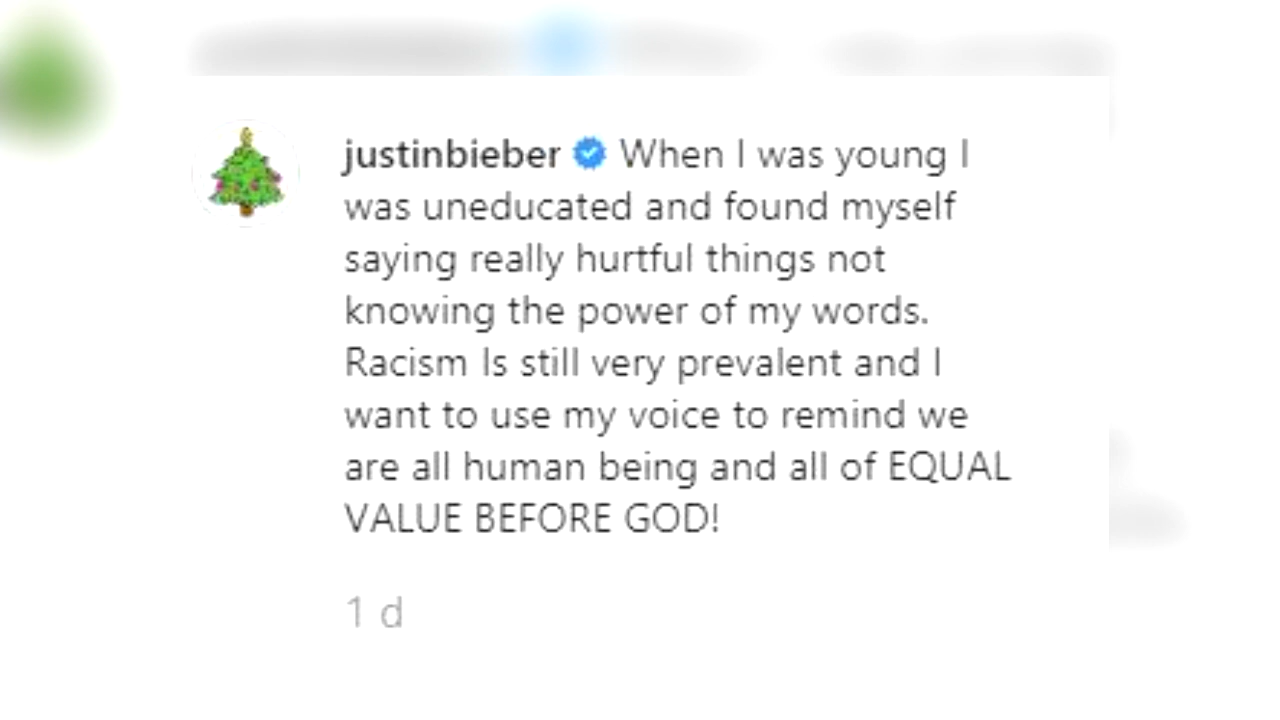 justinbieber When I was young I
was uneducated and found myself
saying really hurtful things not
knowing the power of my words.
Racism Is still very prevalent and I
want to use my voice to remind we
are all human being and all of EQUAL
VALUE BEFORE GOD!
1 d